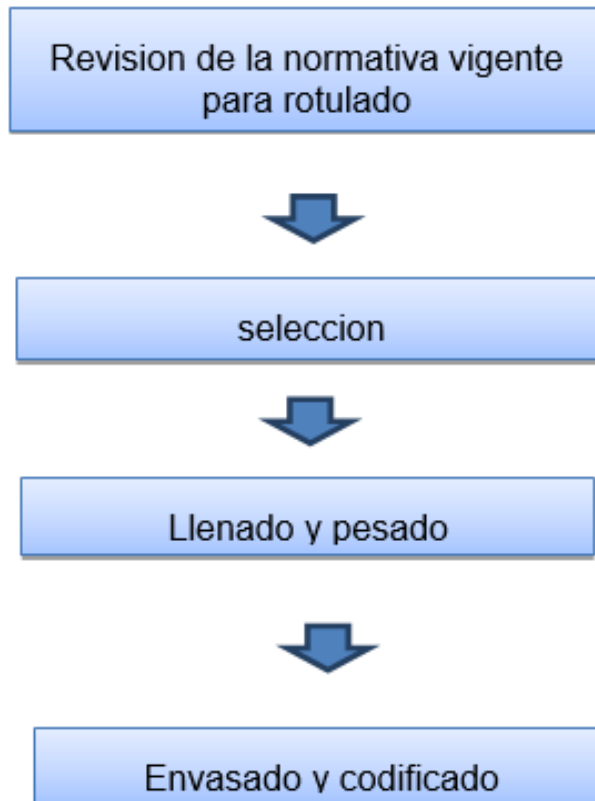 Revision de la normativa vigente
para rotulado
seleccion
Llenado y pesado
Envasado y codificado